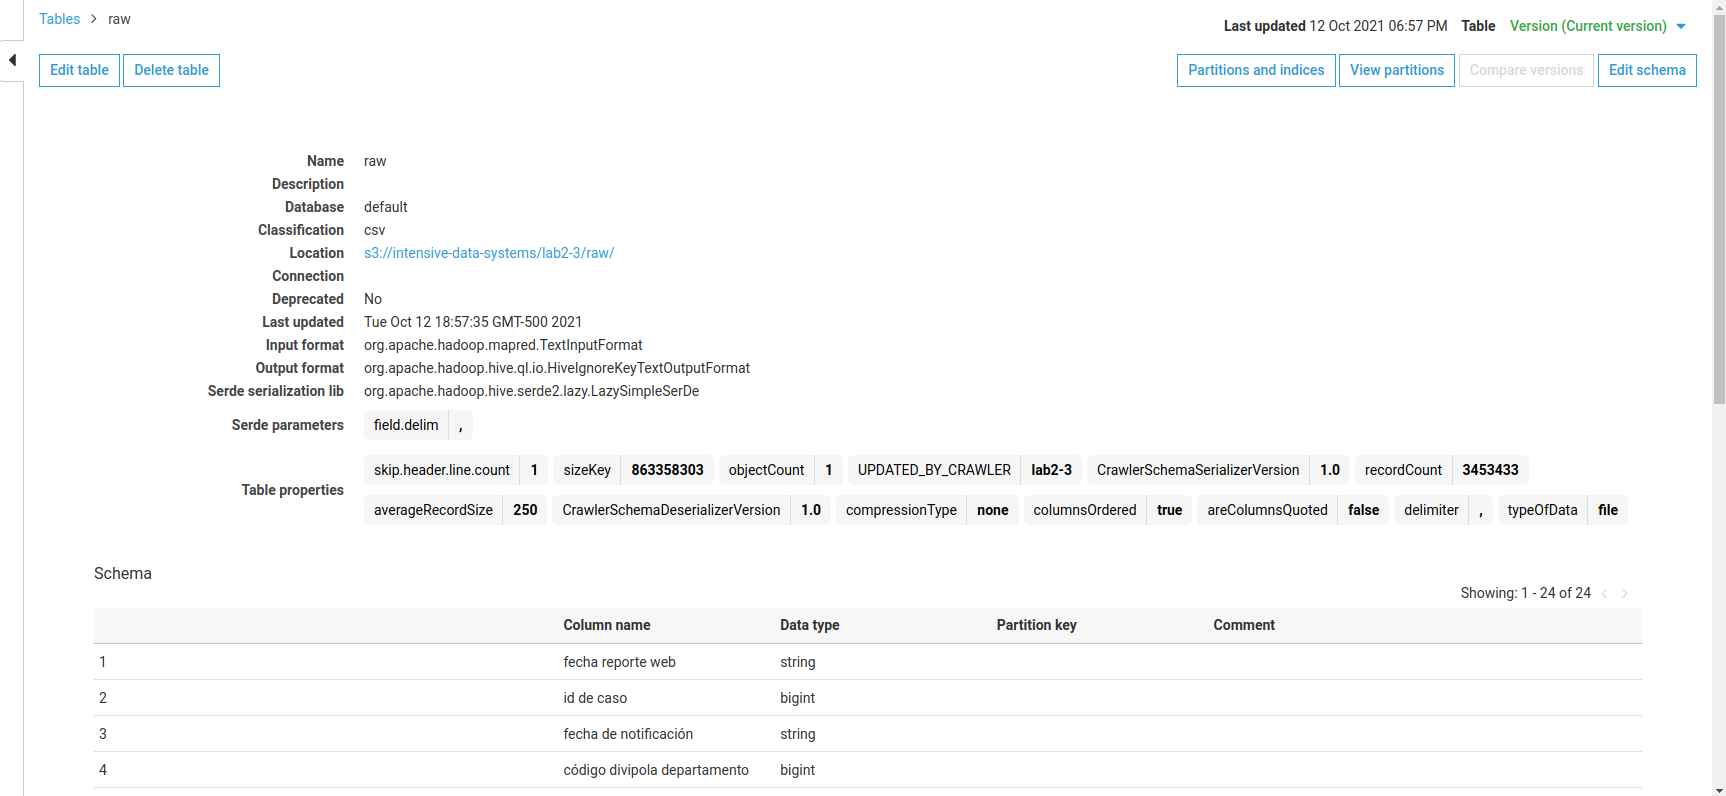 Tables > raw
Last updated 12 Oct 2021 06:57 PM Table Version (Current version)
Edit table Delete table Partitions and indices View partitions Compare versions Edit schema
Name raw
Description
Database default
Classification csv
Location s3://intensive-data-systems/lab2-3/raw/
Connection
Deprecated No
Last updated Tue Oct 12 18:57:35 GMT-500 2021
Input format org.apache.hadoop.mapred.TextInputFormat
Output format org.apache.hadoop.hive.ql.io.HiveIgnoreKeyTextOutputFormat
Serde serialization lib org.apache.hadoop.hive.serde2.lazy.LazySimpleSerDe
Serde parameters field.delim ,
Table properties
skip.header.line.count 1 sizeKey 863358303 objectCount 1 UPDATED_BY_CRAWLER lab2-3 CrawlerSchemaSerializerVersion 1.0 recordCount 3453433
averageRecordSize 250 CrawlerSchemaDeserializerVersion 1.0 compressionType none columnsOrdered true areColumnsQuoted false delimiter , typeOfData file
Schema
Showing: 1 - 24 of 24 < >
Column name Data type Partition key Comment
1 fecha reporte web string
2 id de caso bigint
3 fecha de notificación string
4 código divipola departamento bigint